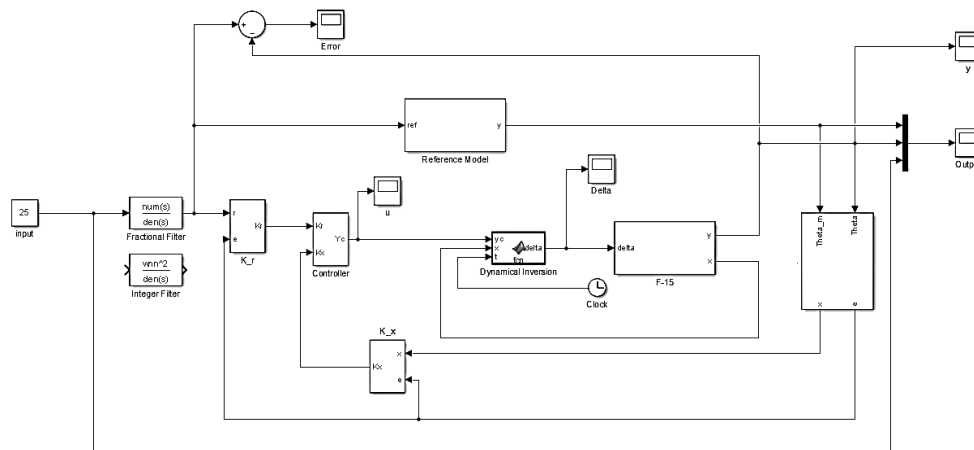 +
−
Error
y
ref
y
Reference Model
Outp
Delta
25
input
num(s)
den(s)
Fractional Filter
r
e
Kr
K_r
u
Kr
Kx
Yc
Controller
yc
x
t
delta
fcn
Dynamical Inversion
delta
y
x
F-15
Theta_m
Theta
x
e
wnn^2
den(s)
Integer Filter
Clock
K_x
Kx
x
e